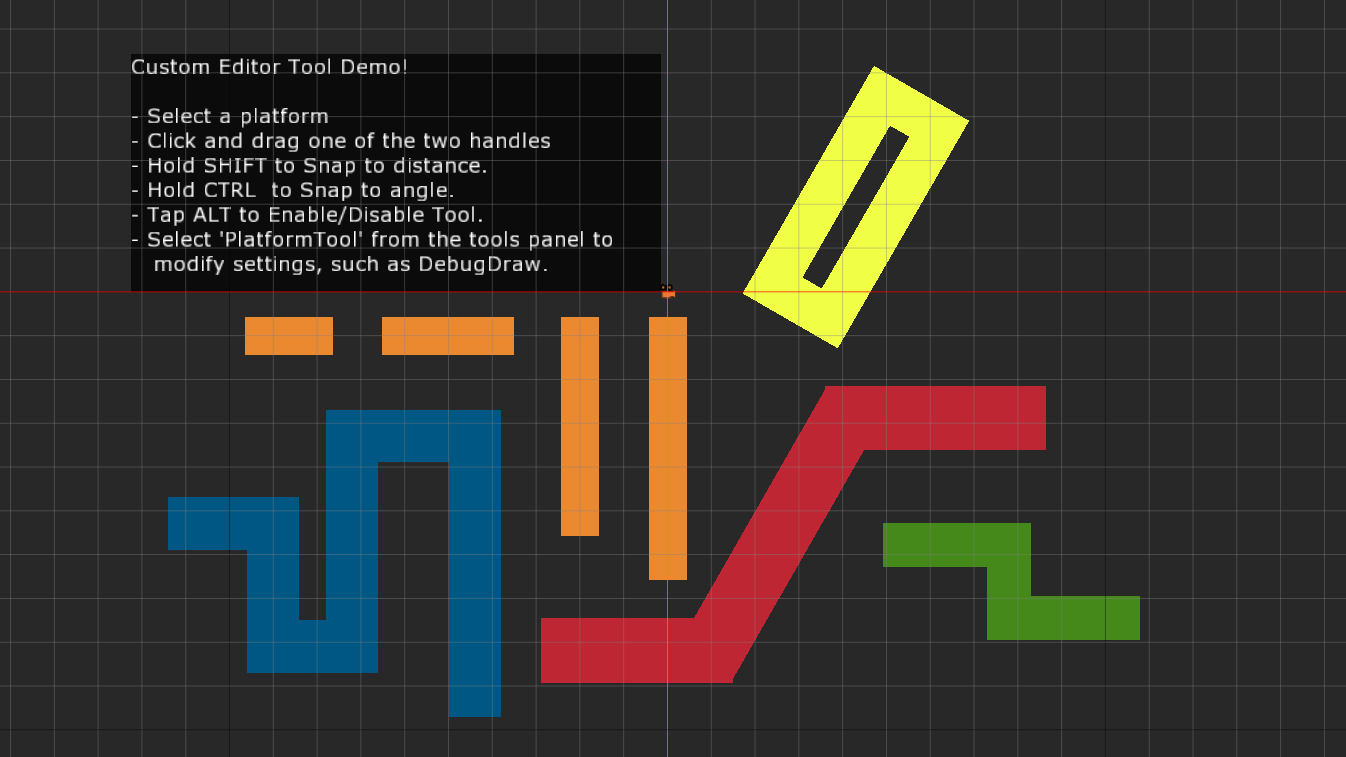 Custom Editor Tool Demo!
- Select a platform
- Click and drag one of the two handles
- Hold SHIFT to Snap to distance.
- Hold CTRL  to Snap to angle.
- Tap ALT to Enable/Disable Tool.
- Select 'PlatformTool' from the tools panel to
modify settings, such as DebugDraw.